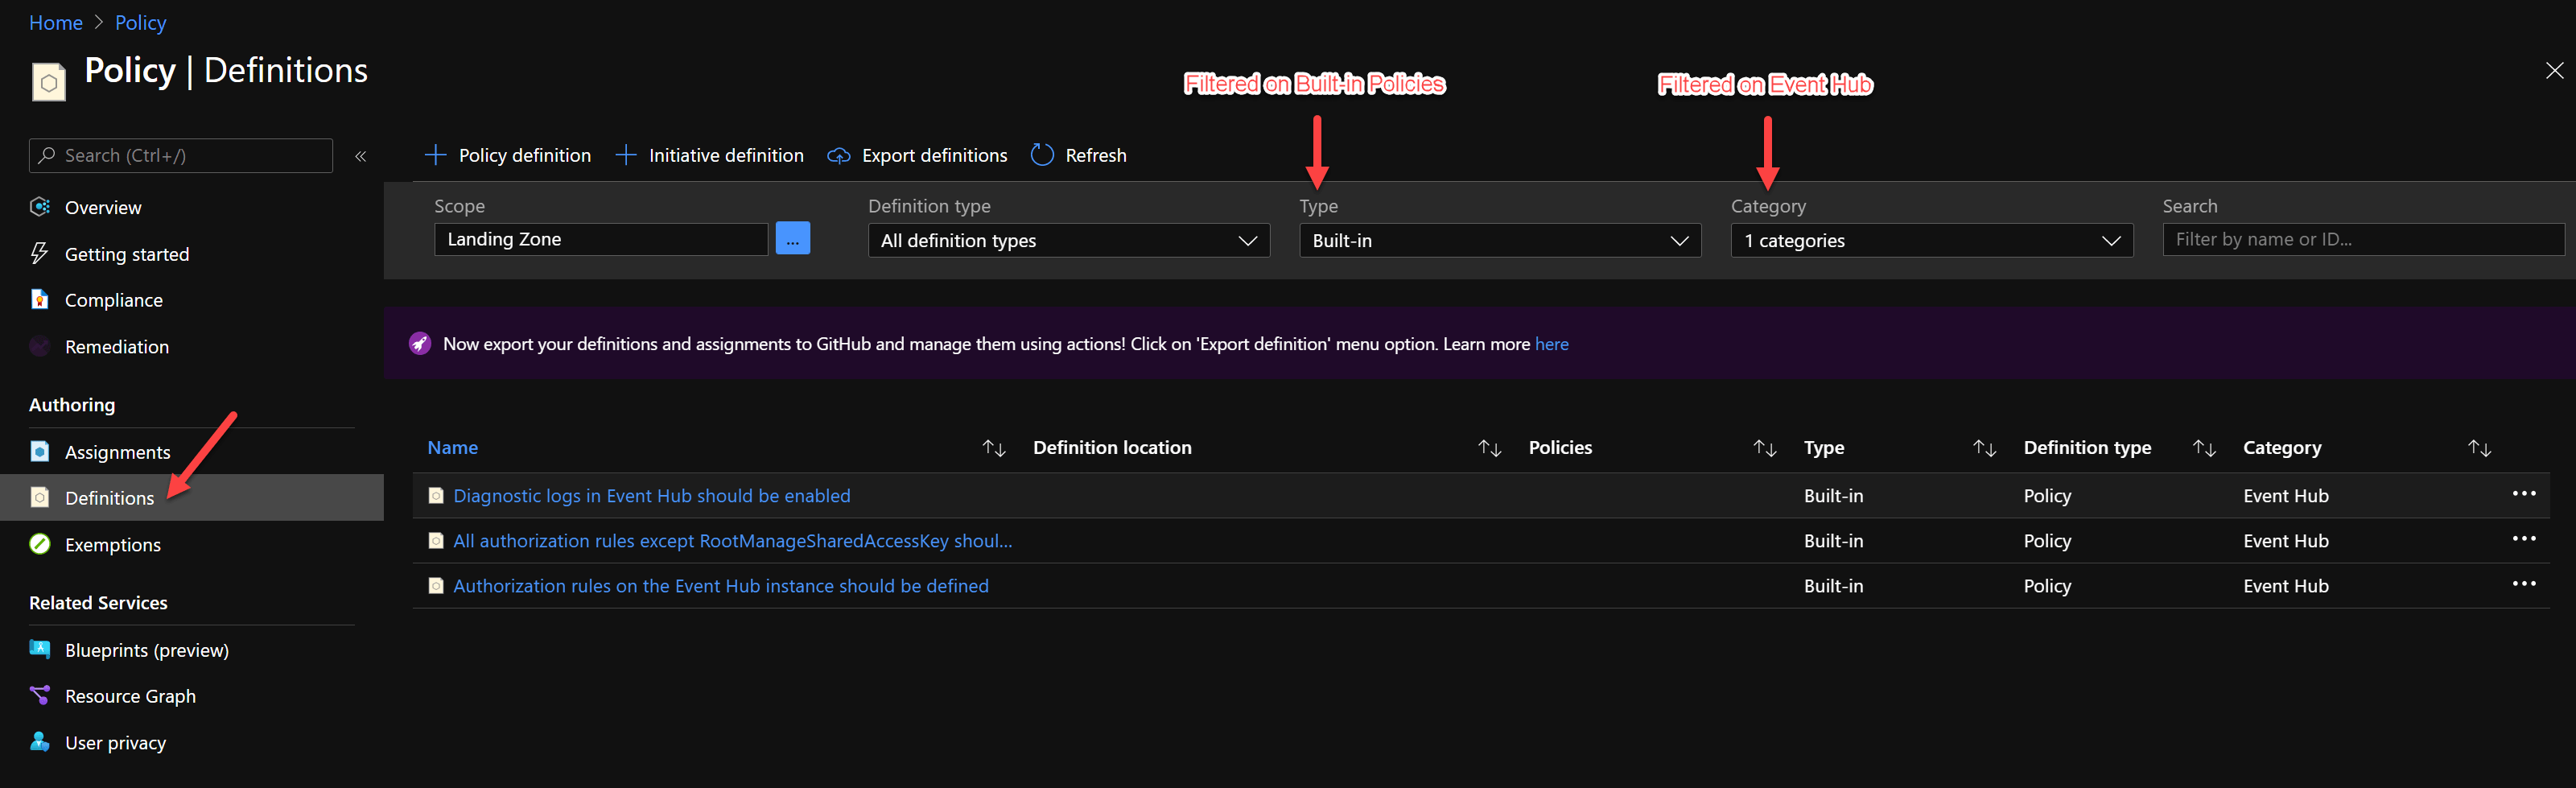 Home > Policy
Policy | Definitions
Filtered on Built-in Policies
Filtered on Event Hub
Search (Ctrl+/)
«
Policy definition
Initiative definition
Export definitions
Refresh
Overview
Getting started
Compliance
Remediation
Authoring
Assignments
Definitions
Exemptions
Related Services
Blueprints (preview)
Resource Graph
User privacy
Scope
Landing Zone
...
Definition type
All definition types
Type
Built-in
Category
1 categories
Search
Filter by name or ID...
Now export your definitions and assignments to GitHub and manage them using actions! Click on 'Export definition' menu option. Learn more here
Name Definition location Policies Type Definition type Category
Diagnostic logs in Event Hub should be enabled Built-in Policy Event Hub ...
All authorization rules except RootManageSharedAccessKey shoul... Built-in Policy Event Hub ...
Authorization rules on the Event Hub instance should be defined Built-in Policy Event Hub ...